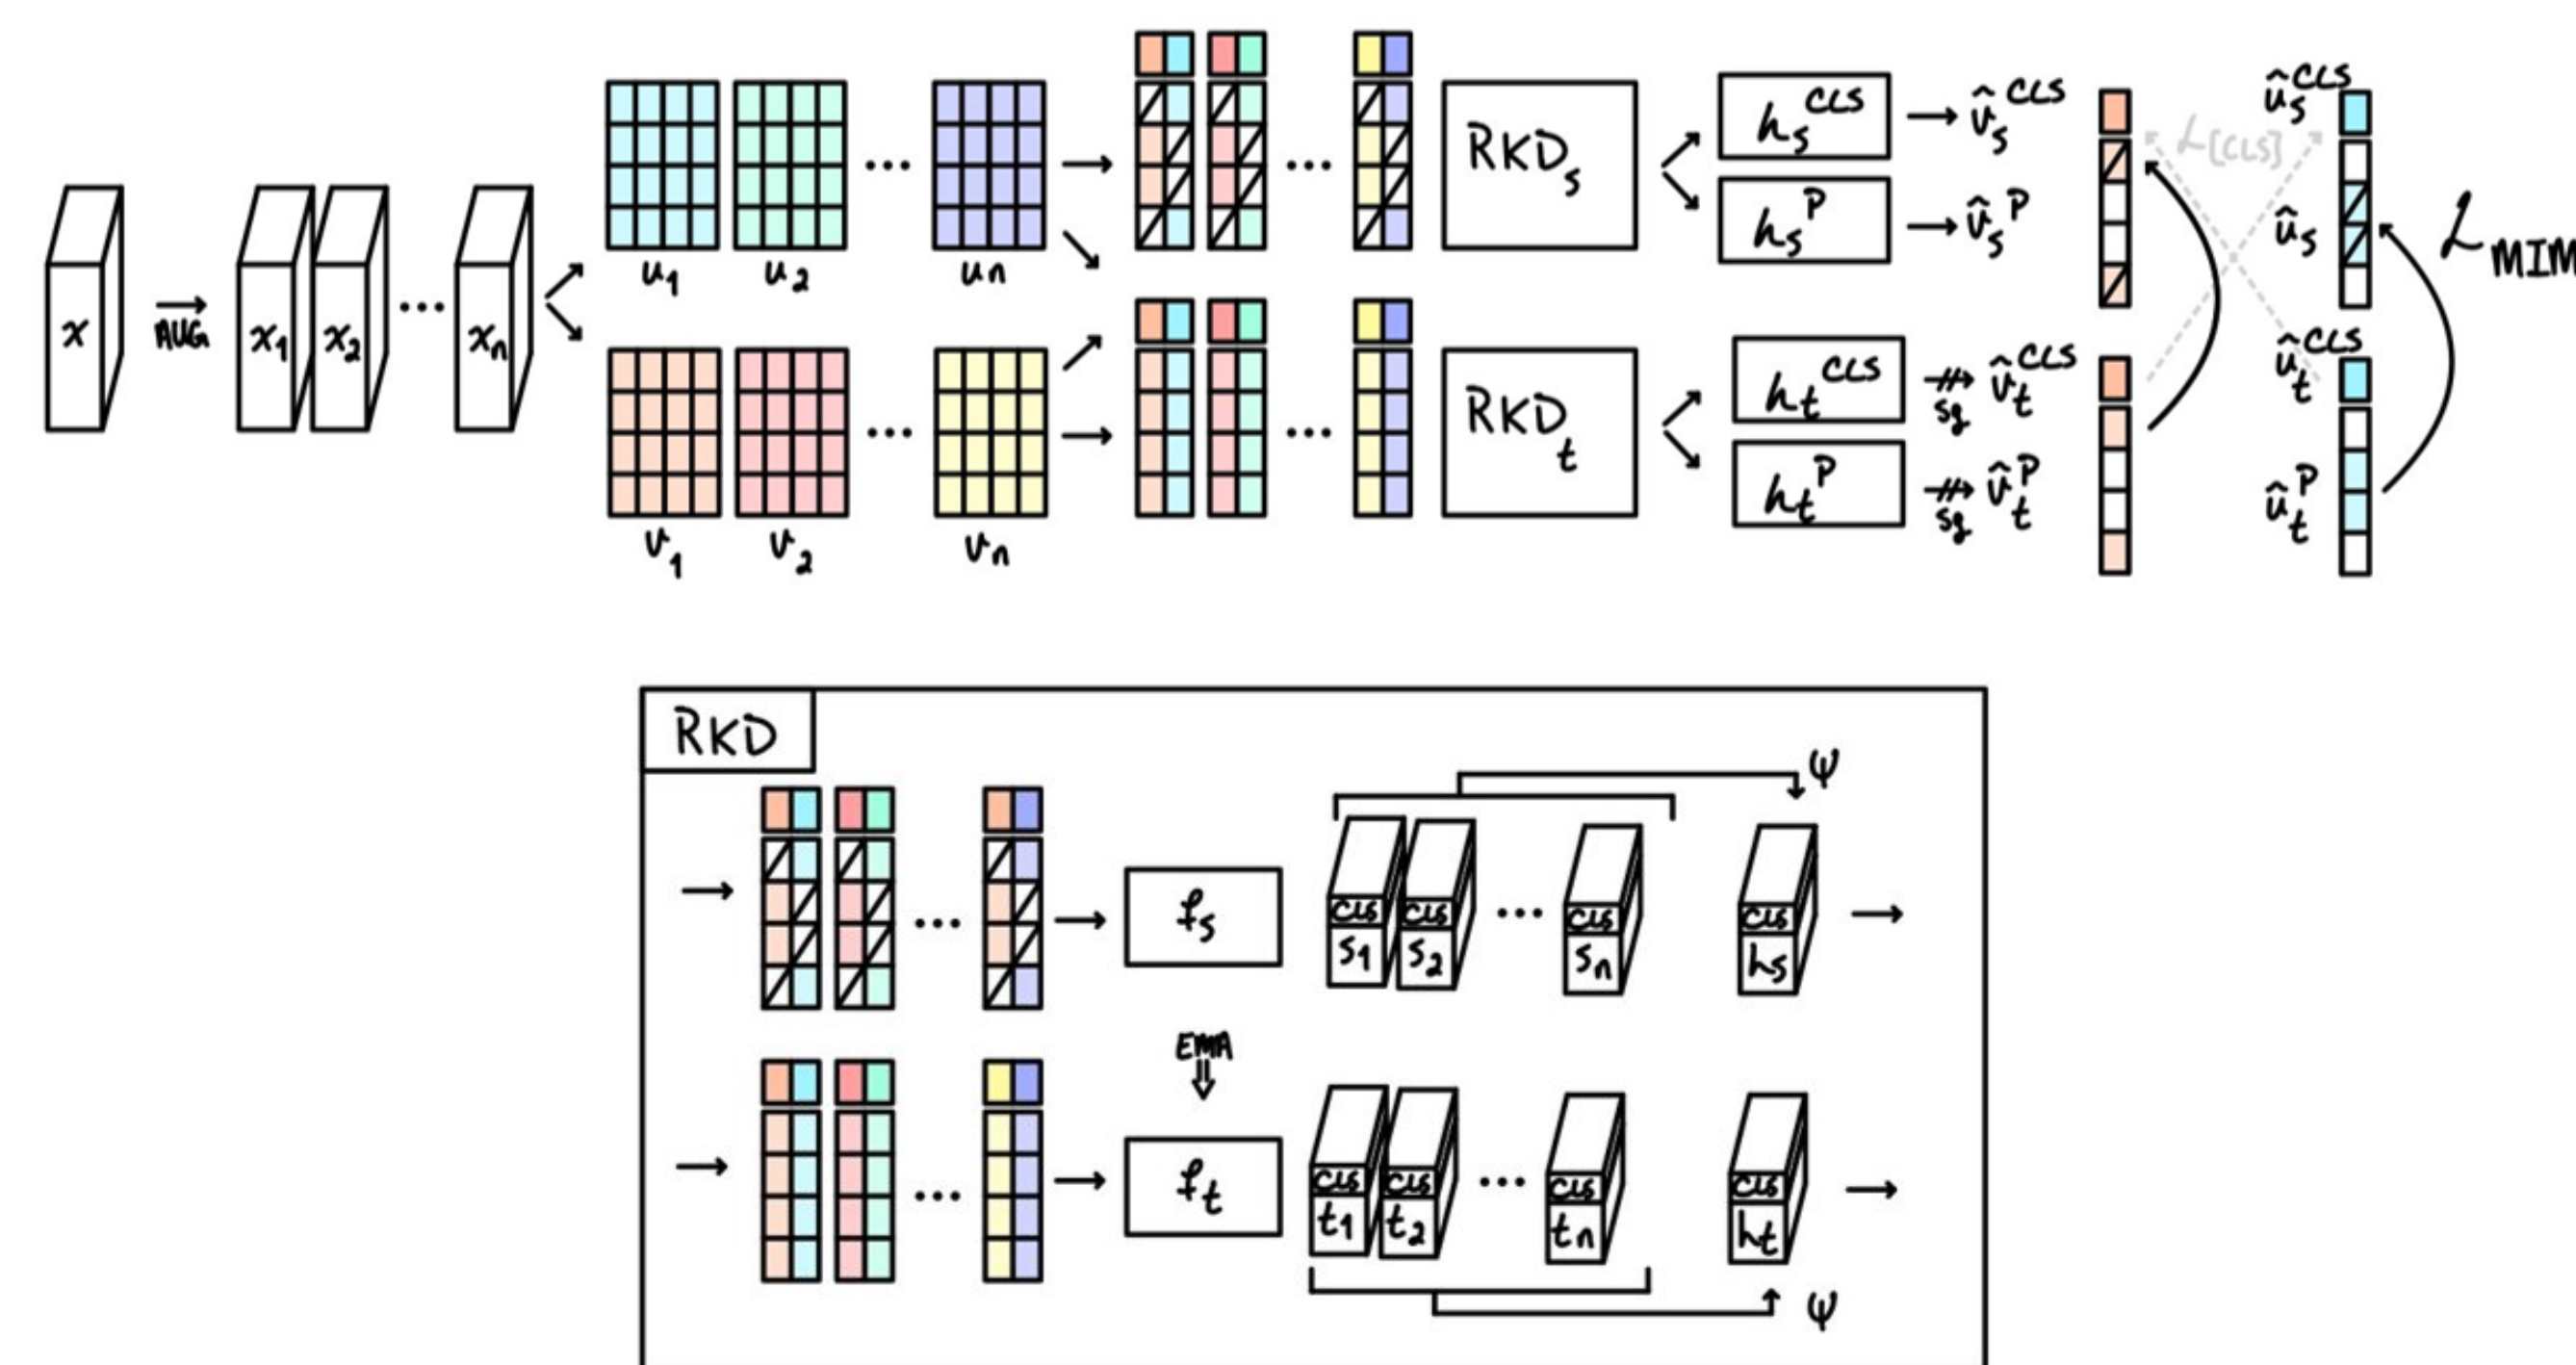 x
AUG
x1 x2 ... xn
u1 u2 ... un
v1 v2 ... vn
RKDs
hs^CLS → v̂s^CLS
hs^P → v̂s^P
RKDt
ht^CLS sg v̂t^CLS
ht^P sg v̂t^P
L[CLS]
ûs^CLS
ûs
ût^CLS
ût^P
LMIM
RKD
fs
CLS CLS ... CLS CLS
s1 s2 ... sn hs
ψ
EMA
ft
CLS CLS ... CLS CLS
t1 t2 ... tn ht
ψ